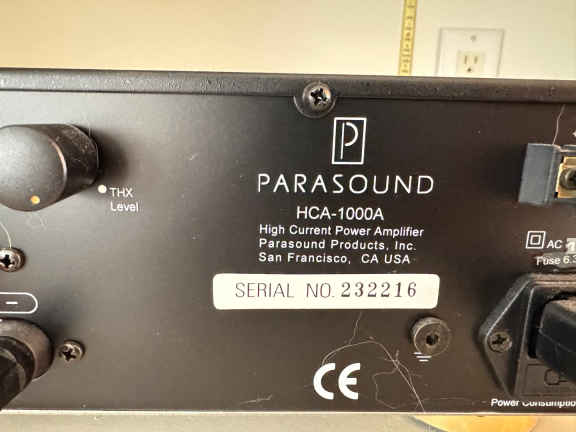 P
PARASOUND
HCA-1000A
High Current Power Amplifier
Parasound Products, Inc.
San Francisco, CA USA
SERIAL NO. 232216
THX
Level
−
CE
AC
Fuse 6.3
Power Consumptio